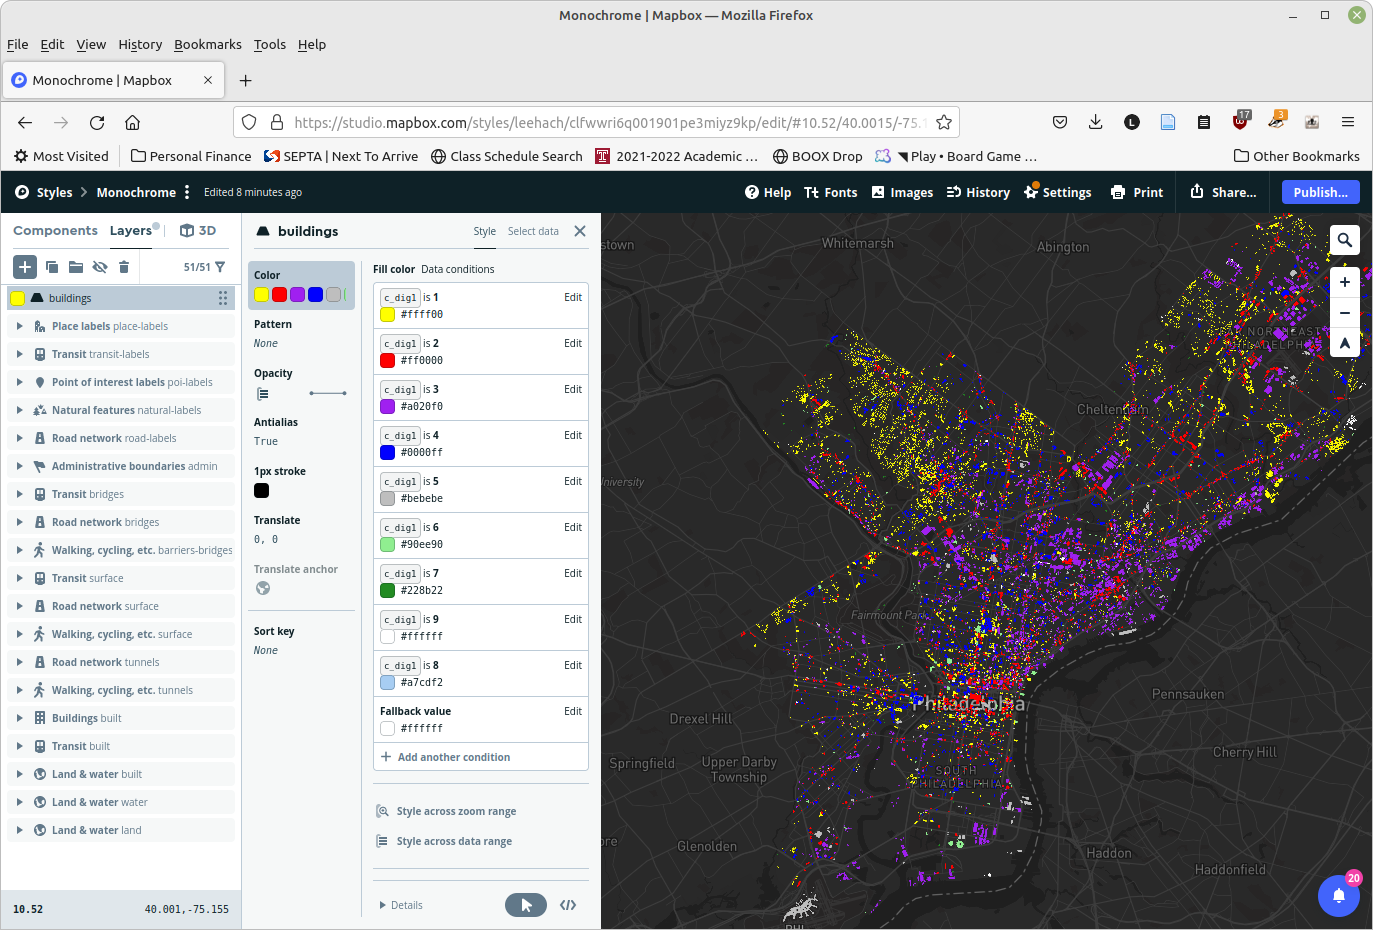 Monochrome | Mapbox — Mozilla Firefox
File Edit View History Bookmarks Tools Help
Monochrome | Mapbox
https://studio.mapbox.com/styles/leehach/clfwwri6q001901pe3miyz9kp/edit/#10.52/40.0015/-75.1
17
3
Most Visited Personal Finance SEPTA | Next To Arrive Class Schedule Search 2021-2022 Academic ... BOOX Drop Play • Board Game ... Other Bookmarks
Styles Monochrome Edited 8 minutes ago Help Fonts Images History Settings Print Share... Publish...
Components Layers 3D
51/51
buildings
Place labels place-labels
Transit transit-labels
Point of interest labels poi-labels
Natural features natural-labels
Road network road-labels
Administrative boundaries admin
Transit bridges
Road network bridges
Walking, cycling, etc. barriers-bridges
Transit surface
Road network surface
Walking, cycling, etc. surface
Road network tunnels
Walking, cycling, etc. tunnels
Buildings built
Transit built
Land & water built
Land & water water
Land & water land
10.52 40.001,-75.155
buildings Style Select data
Color
Pattern
None
Opacity
Antialias
True
1px stroke
Translate
0, 0
Translate anchor
Sort key
None
Fill color Data conditions
c_dig1 is 1 Edit
#ffff00
c_dig1 is 2 Edit
#ff0000
c_dig1 is 3 Edit
#a020f0
c_dig1 is 4 Edit
#0000ff
c_dig1 is 5 Edit
#bebebe
c_dig1 is 6 Edit
#90ee90
c_dig1 is 7 Edit
#228b22
c_dig1 is 9 Edit
#ffffff
c_dig1 is 8 Edit
#a7cdf2
Fallback value Edit
#ffffff
Add another condition
Style across zoom range
Style across data range
Details
stown
Whitemarsh
Abington
NORTHEAST
PHILADELPHIA
Cheltenham
University
Fairmount Park
Philadelphia
Pennsauken
Drexel Hill
Cherry Hill
Springfield
Upper Darby
Township
SOUTH
PHILADELPHIA
re
Glenolden
Haddon
Haddonfield
PHL
20